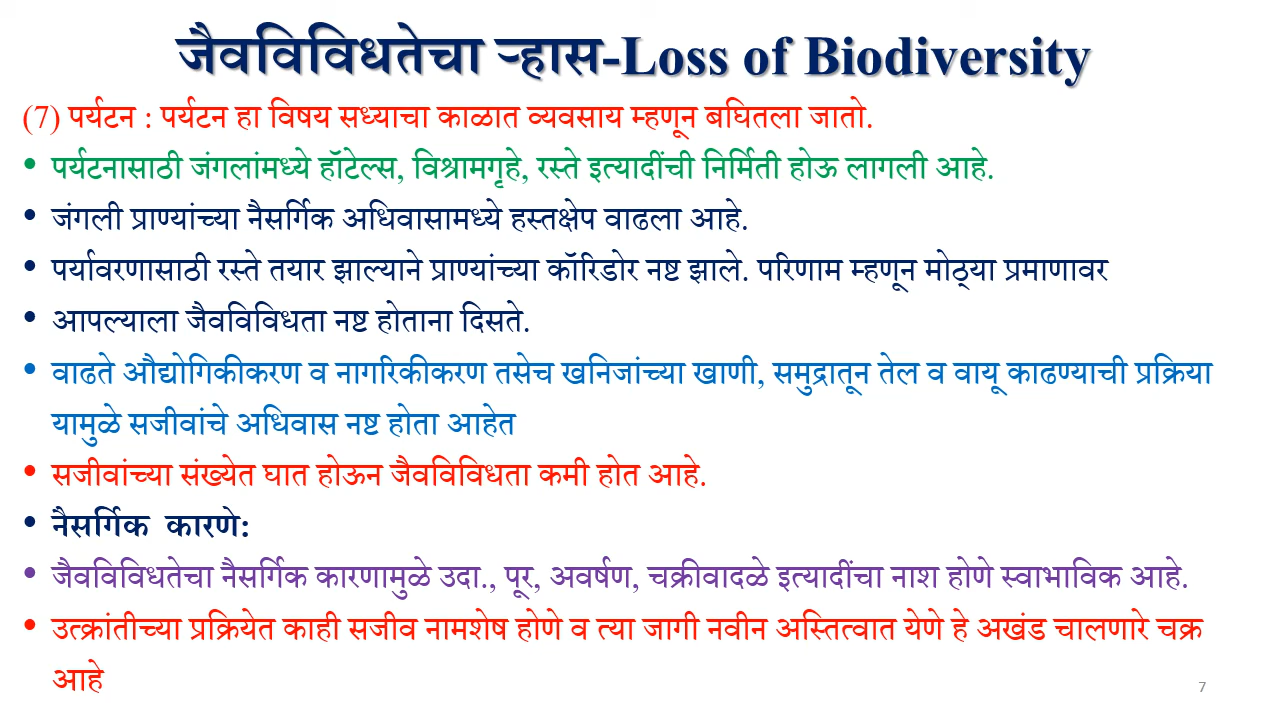 जैवविविधतेचा ऱ्हास-Loss of Biodiversity
(7) पर्यटन : पर्यटन हा विषय सध्याचा काळात व्यवसाय म्हणून बघितला जातो.
• पर्यटनासाठी जंगलांमध्ये हॉटेल्स, विश्रामगृहे, रस्ते इत्यादींची निर्मिती होऊ लागली आहे.
• जंगली प्राण्यांच्या नैसर्गिक अधिवासामध्ये हस्तक्षेप वाढला आहे.
• पर्यावरणासाठी रस्ते तयार झाल्याने प्राण्यांच्या कॉरिडोर नष्ट झाले. परिणाम म्हणून मोठ्या प्रमाणावर
• आपल्याला जैवविविधता नष्ट होताना दिसते.
• वाढते औद्योगिकीकरण व नागरिकीकरण तसेच खनिजांच्या खाणी, समुद्रातून तेल व वायू काढण्याची प्रक्रिया
यामुळे सजीवांचे अधिवास नष्ट होता आहेत
• सजीवांच्या संख्येत घात होऊन जैवविविधता कमी होत आहे.
• नैसर्गिक कारणे:
• जैवविविधतेचा नैसर्गिक कारणामुळे उदा., पूर, अवर्षण, चक्रीवादळे इत्यादींचा नाश होणे स्वाभाविक आहे.
• उत्क्रांतीच्या प्रक्रियेत काही सजीव नामशेष होणे व त्या जागी नवीन अस्तित्वात येणे हे अखंड चालणारे चक्र
आहे
7